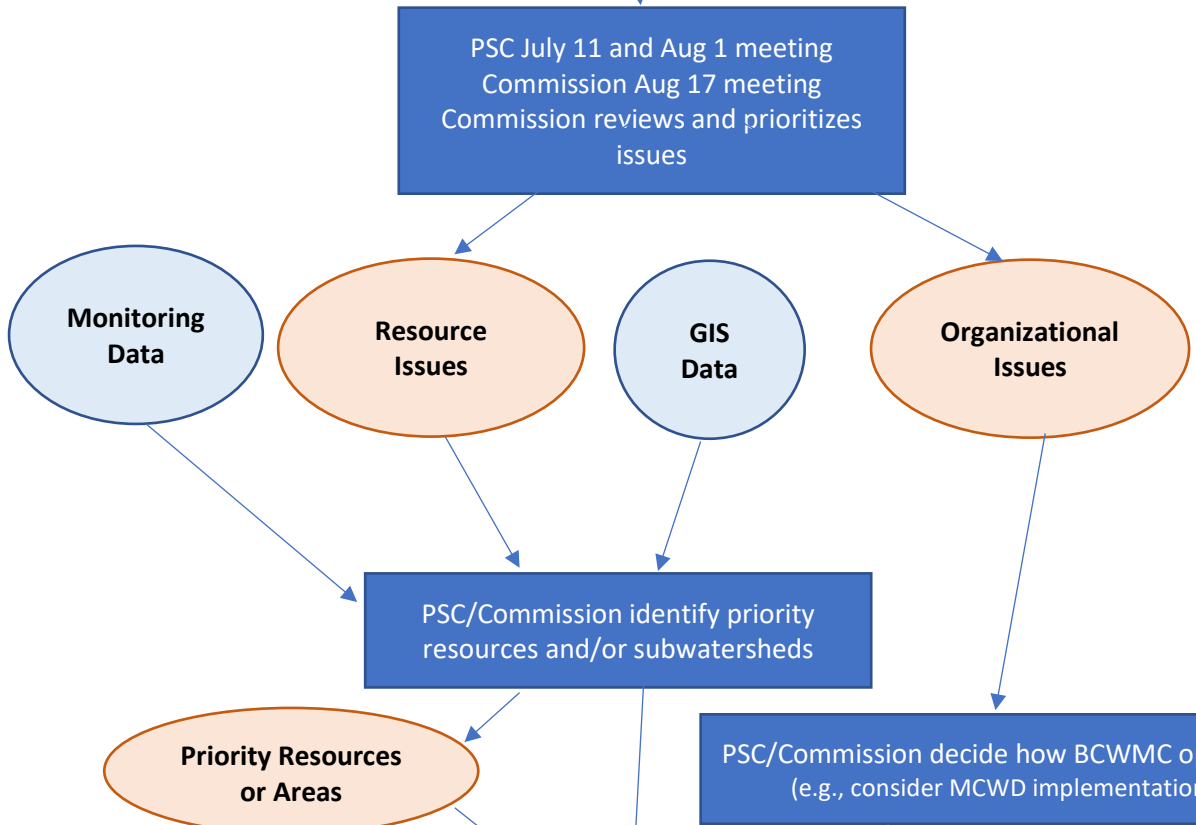 PSC July 11 and Aug 1 meeting
Commission Aug 17 meeting
Commission reviews and prioritizes
issues
Monitoring
Data
Resource
Issues
GIS
Data
Organizational
Issues
PSC/Commission identify priority
resources and/or subwatersheds
Priority Resources
or Areas
PSC/Commission decide how BCWMC o
(e.g., consider MCWD implementation